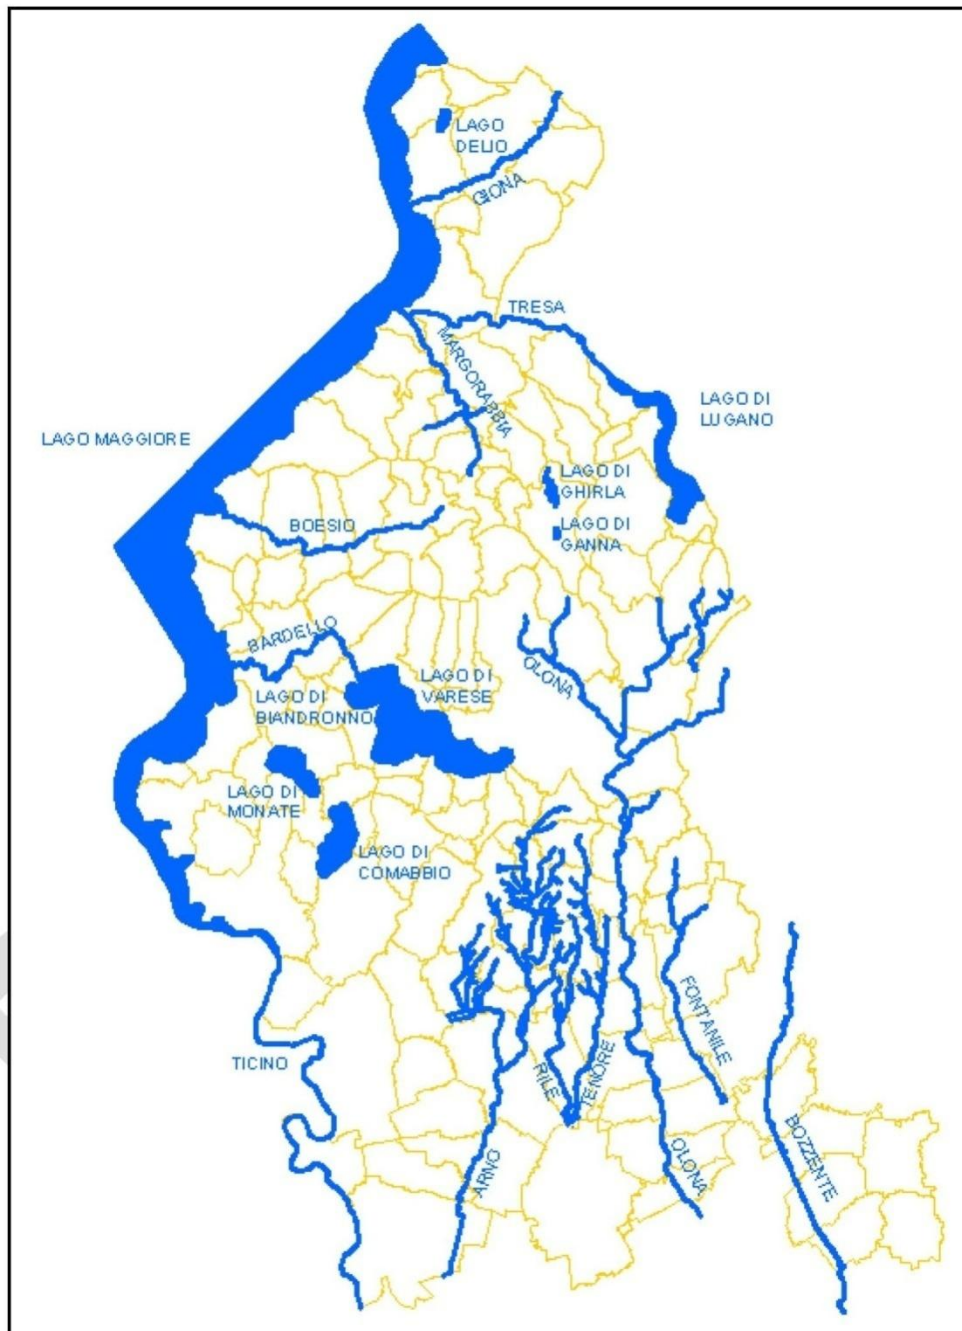 LAGO
DELIO
GIONA
TRESA
MARGORABBIA
LAGO DI
LUGANO
LAGO MAGGIORE
LAGO DI
GHIRLA
BOESIO
LAGO DI
GANNA
BARDELLO
OLONA
LAGO DI
VARESE
LAGO DI
BIANDRONNO
LAGO DI
MONATE
LAGO DI
COMABBIO
FONTANILE
TICINO
RILE
TENORE
BOZZENTE
ARNO
OLONA